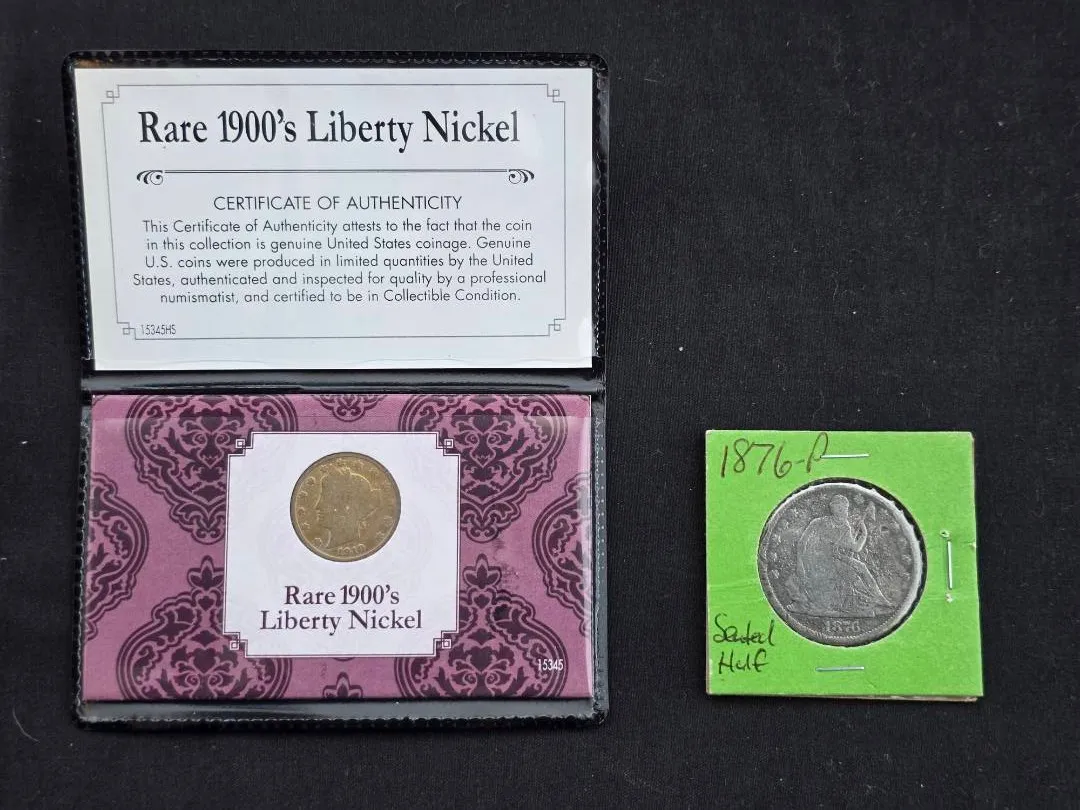 Rare 1900's Liberty Nickel
CERTIFICATE OF AUTHENTICITY
This Certificate of Authenticity attests to the fact that the coin
in this collection is genuine United States coinage. Genuine
U.S. coins were produced in limited quantities by the United
States, authenticated and inspected for quality by a professional
numismatist, and certified to be in Collectible Condition.
15345HS
Rare 1900's
Liberty Nickel
15345
1876-P
1876
Seated
Half